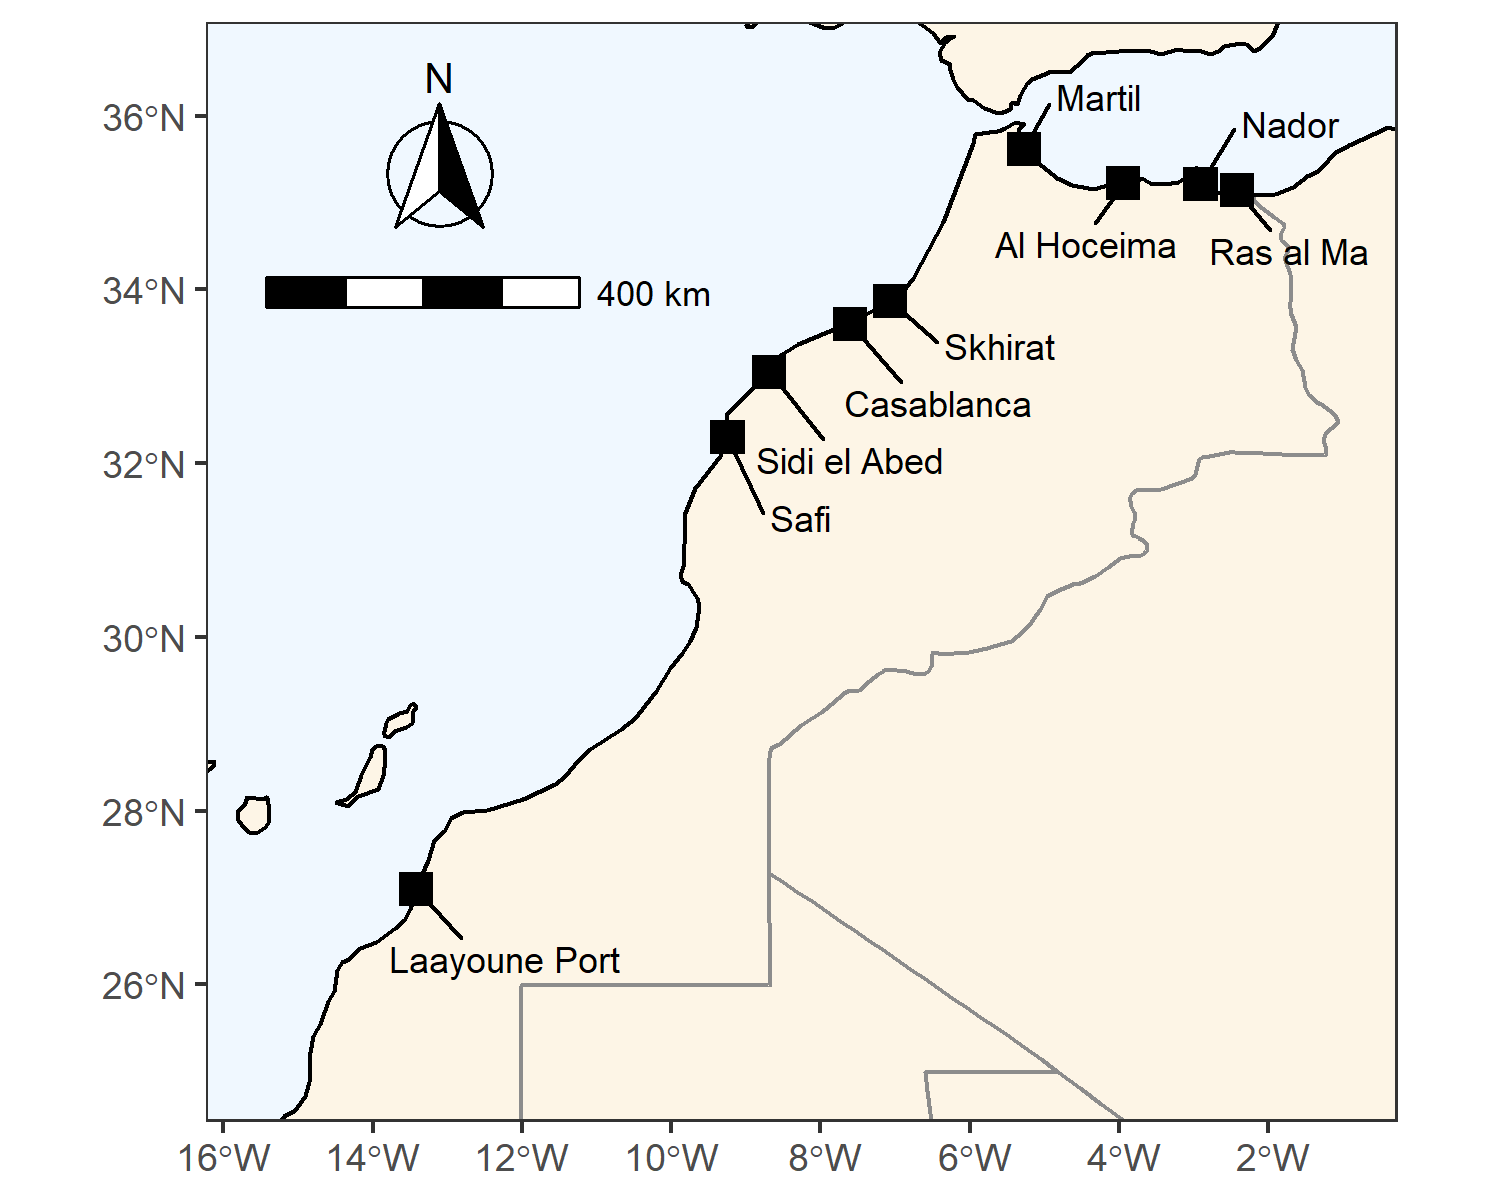 N
Martil
36°N
Nador
Al Hoceima
Ras al Ma
34°N
400 km
Skhirat
Casablanca
32°N
Sidi el Abed
Safi
30°N
28°N
Laayoune Port
26°N
16°W 14°W 12°W 10°W 8°W 6°W 4°W 2°W